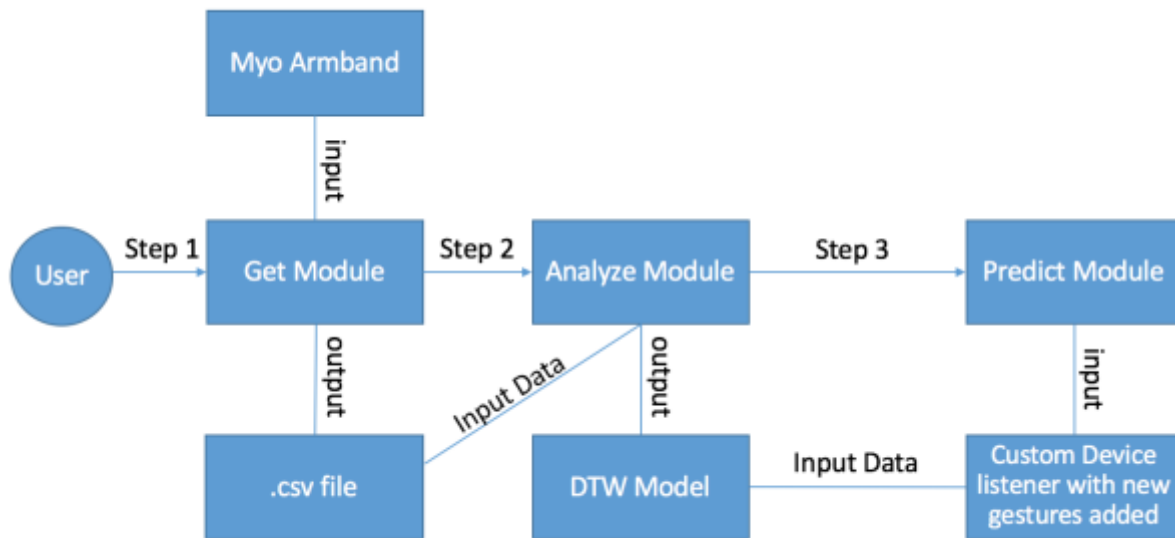 Myo Armband
input
User
Step 1
Get Module
Step 2
Analyze Module
Step 3
Predict Module
output
Input Data
output
input
.csv file
DTW Model
Input Data
Custom Device
listener with new
gestures added